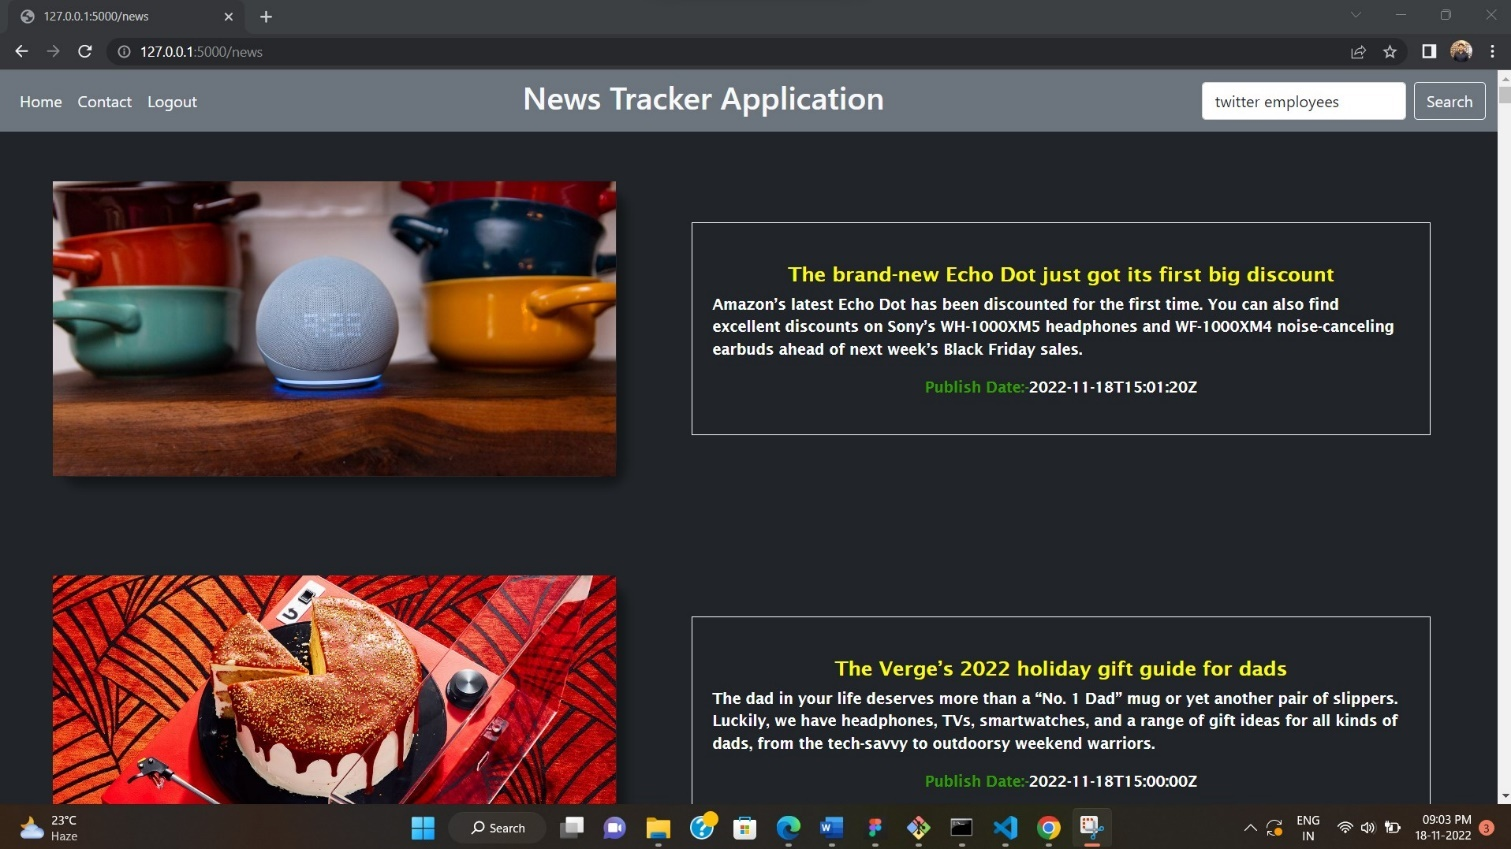 127.0.0.1:5000/news
127.0.0.1:5000/news
Home Contact Logout
News Tracker Application
twitter employees
Search
9:23
The brand-new Echo Dot just got its first big discount
Amazon’s latest Echo Dot has been discounted for the first time. You can also find
excellent discounts on Sony’s WH-1000XM5 headphones and WF-1000XM4 noise-canceling
earbuds ahead of next week’s Black Friday sales.
Publish Date:-2022-11-18T15:01:20Z
The Verge’s 2022 holiday gift guide for dads
The dad in your life deserves more than a “No. 1 Dad” mug or yet another pair of slippers.
Luckily, we have headphones, TVs, smartwatches, and a range of gift ideas for all kinds of
dads, from the tech-savvy to outdoorsy weekend warriors.
Publish Date:-2022-11-18T15:00:00Z
23°C
Haze
Search
ENG
IN
09:03 PM
18-11-2022
3